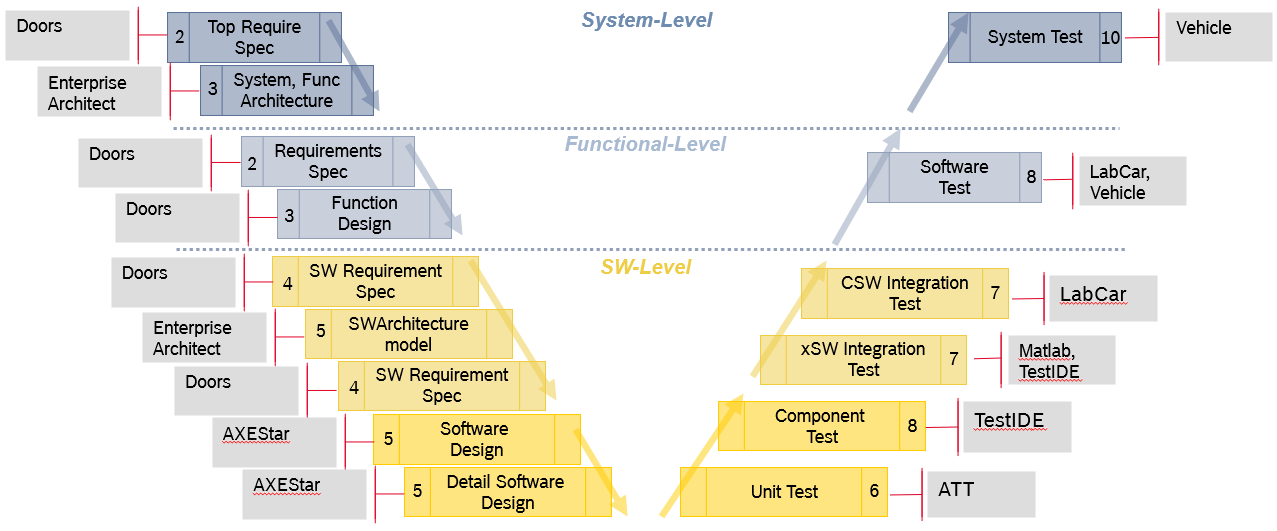 System-Level
Doors
2
Top Require
Spec
System Test
10
Vehicle
Enterprise
Architect
3
System, Func
Architecture
Functional-Level
Doors
2
Requirements
Spec
Software
Test
8
LabCar,
Vehicle
Doors
3
Function
Design
SW-Level
Doors
4
SW Requirement
Spec
CSW Integration
Test
7
LabCar
Enterprise
Architect
5
SWArchitecture
model
xSW Integration
Test
7
Matlab,
TestIDE
Doors
4
SW Requirement
Spec
AXEStar
5
Software
Design
Component
Test
8
TestIDE
AXEStar
5
Detail Software
Design
Unit Test
6
ATT